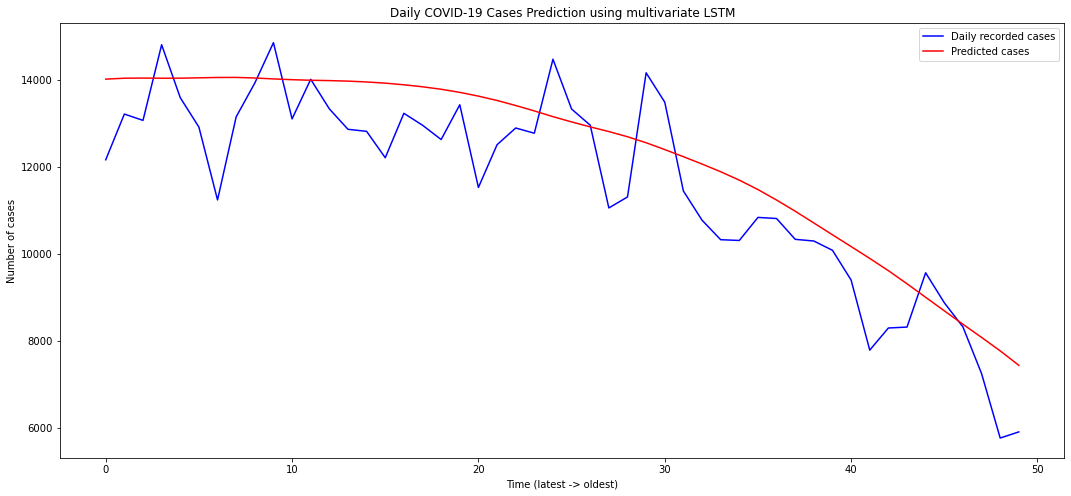 Daily COVID-19 Cases Prediction using multivariate LSTM
Daily recorded cases
Predicted cases
Number of cases
14000
12000
10000
8000
6000
0 10 20 30 40 50
Time (latest -> oldest)